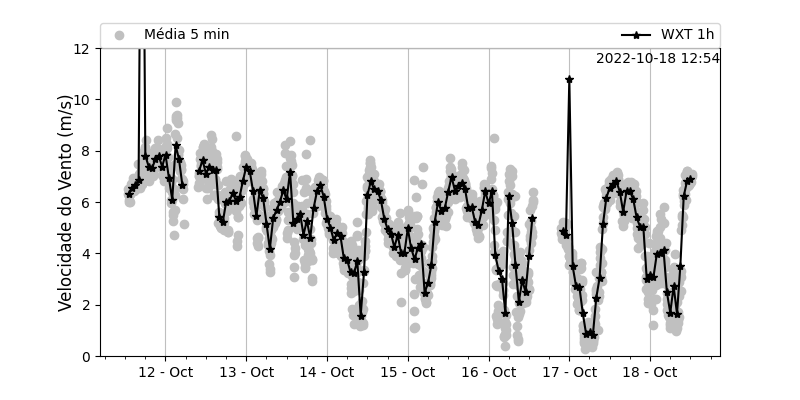 Média 5 min
WXT 1h
2022-10-18 12:54
Velocidade do Vento (m/s)
12
10
8
6
4
2
0
12 - Oct
13 - Oct
14 - Oct
15 - Oct
16 - Oct
17 - Oct
18 - Oct